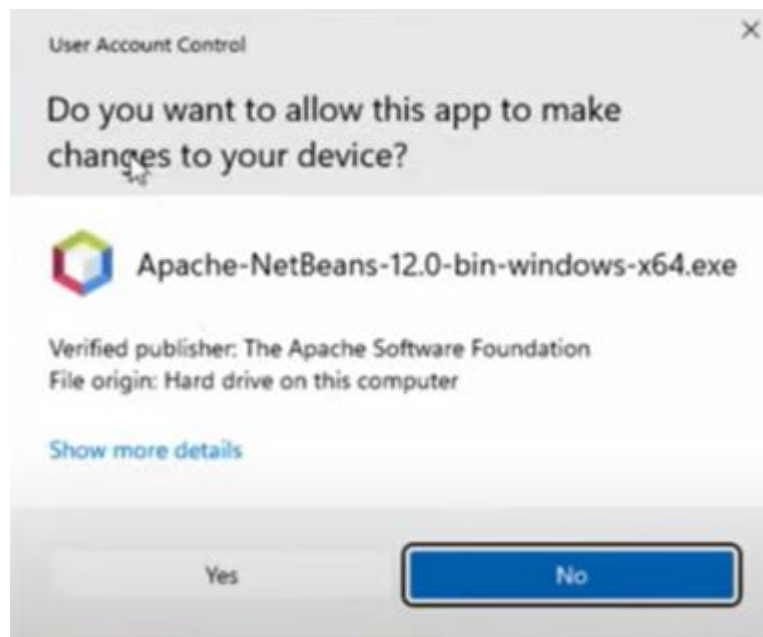 User Account Control
Do you want to allow this app to make
changes to your device?
Apache-NetBeans-12.0-bin-windows-x64.exe
Verified publisher: The Apache Software Foundation
File origin: Hard drive on this computer
Show more details
Yes
No